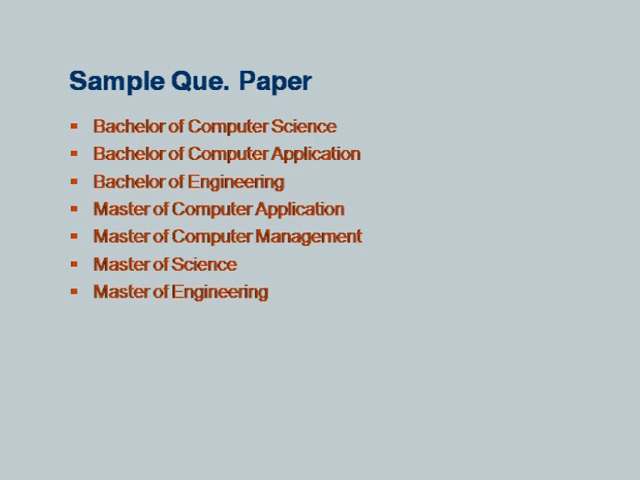 Sample Que. Paper
Bachelor of Computer Science
Bachelor of Computer Application
Bachelor of Engineering
Master of Computer Application
Master of Computer Management
Master of Science
Master of Engineering